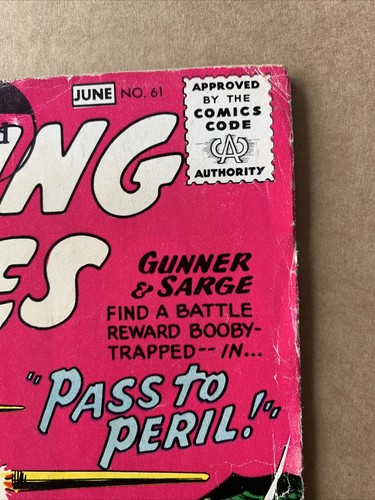 JUNE NO. 61
APPROVED
BY THE
COMICS
CODE
CA
AUTHORITY
NG
ES
GUNNER
& SARGE
FIND A BATTLE
REWARD BOOBY-
TRAPPED-- IN...
"PASS TO
PERIL!"